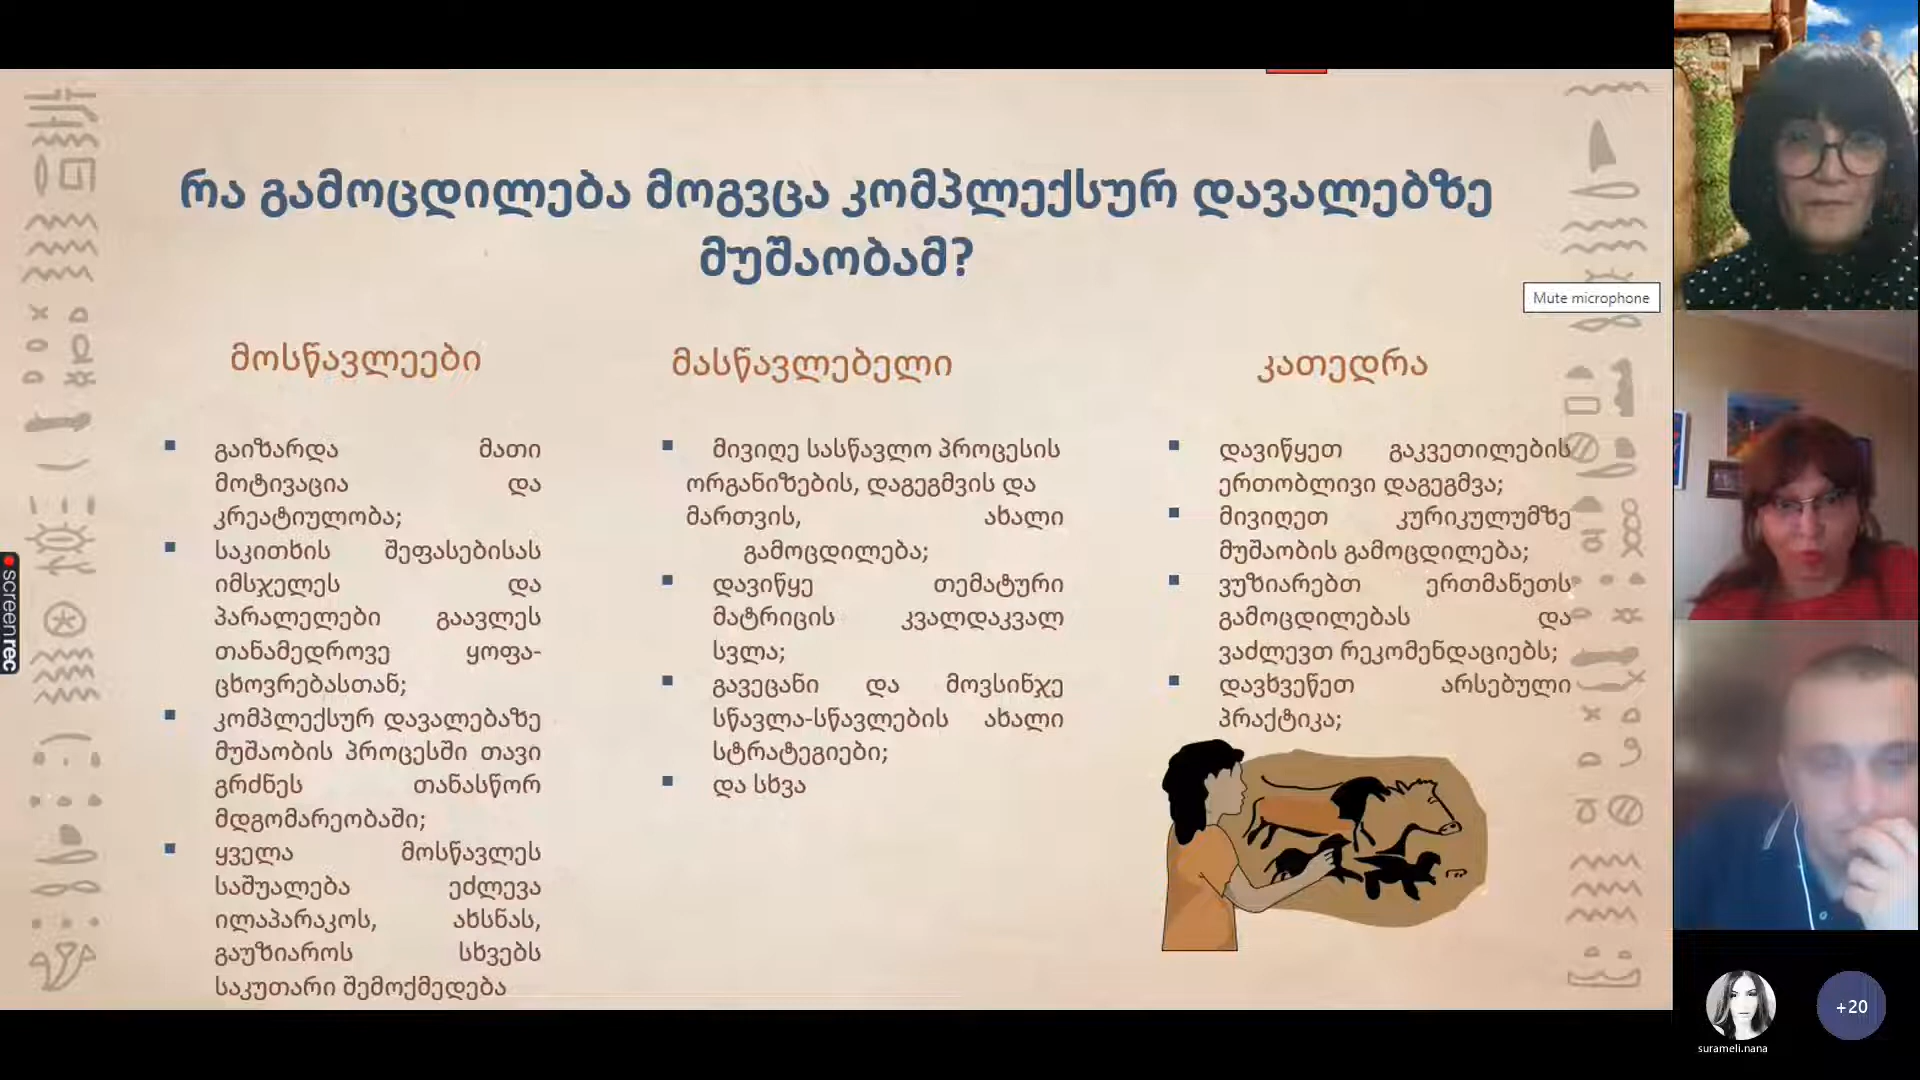 რა გამოცდილება მოგვცა კომპლექსურ დავალებზე
მუშაობამ?
მოსწავლეები
გაიზარდა მათი
მოტივაცია და
კრეატიულობა;
საკითხის შეფასებისას
იმსჯელეს და
პარალელები გაავლეს
თანამედროვე ყოფა-
ცხოვრებასთან;
კომპლექსურ დავალებაზე
მუშაობის პროცესში თავი
გრძნეს თანასწორ
მდგომარეობაში;
ყველა მოსწავლეს
საშუალება ეძლევა
ილაპარაკოს, ახსნას,
გაუზიაროს სხვებს
საკუთარი შემოქმედება
მასწავლებელი
მივიღე სასწავლო პროცესის
ორგანიზების, დაგეგმვის და
მართვის, ახალი
გამოცდილება;
დავიწყე თემატური
მატრიცის კვალდაკვალ
სვლა;
გავეცანი და მოვსინჯე
სწავლა-სწავლების ახალი
სტრატეგიები;
და სხვა
კათედრა
დავიწყეთ გაკვეთილების
ერთობლივი დაგეგმვა;
მივიღეთ კურიკულუმზე
მუშაობის გამოცდილება;
ვუზიარებთ ერთმანეთს
გამოცდილებას და
ვაძლევთ რეკომენდაციებს;
დავხვეწეთ არსებული
პრაქტიკა;
Mute microphone
screenrec
+20
surameli.nana